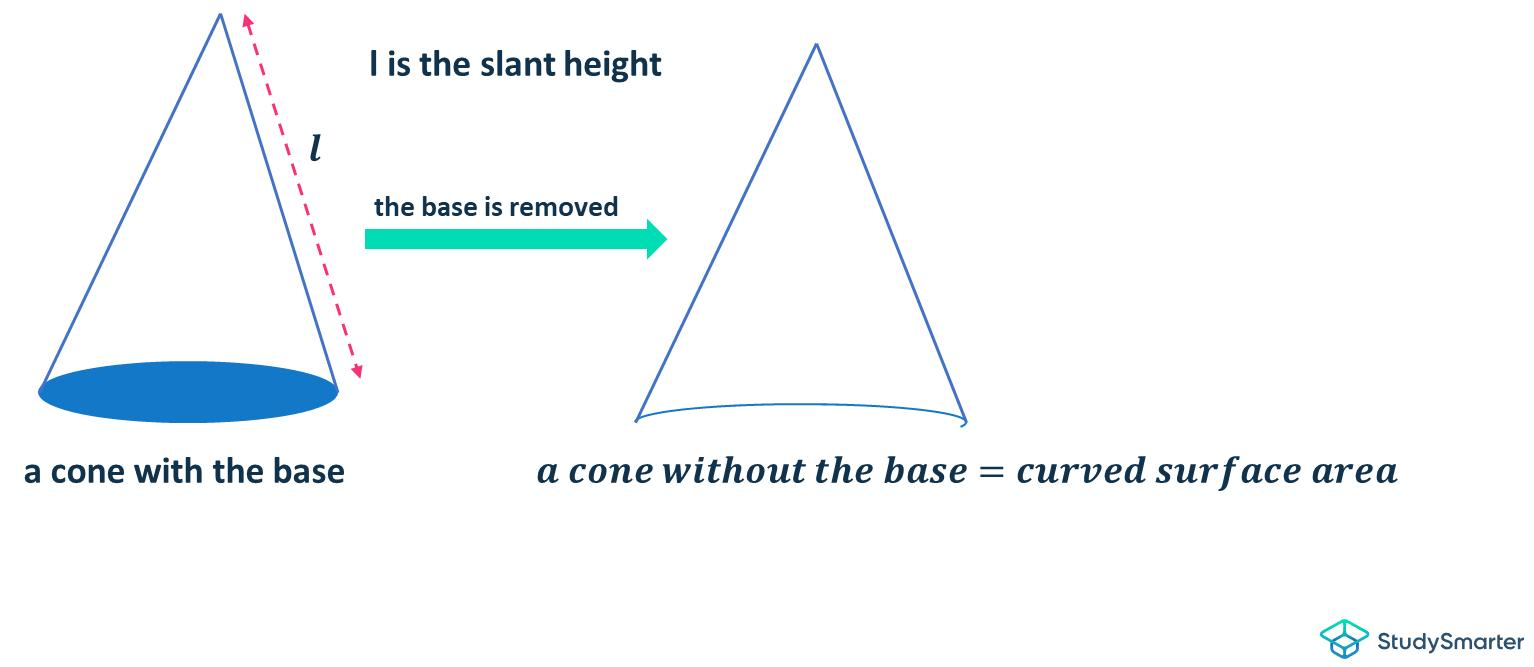 l is the slant height
l
the base is removed
a cone with the base
a cone without the base = curved surface area
StudySmarter